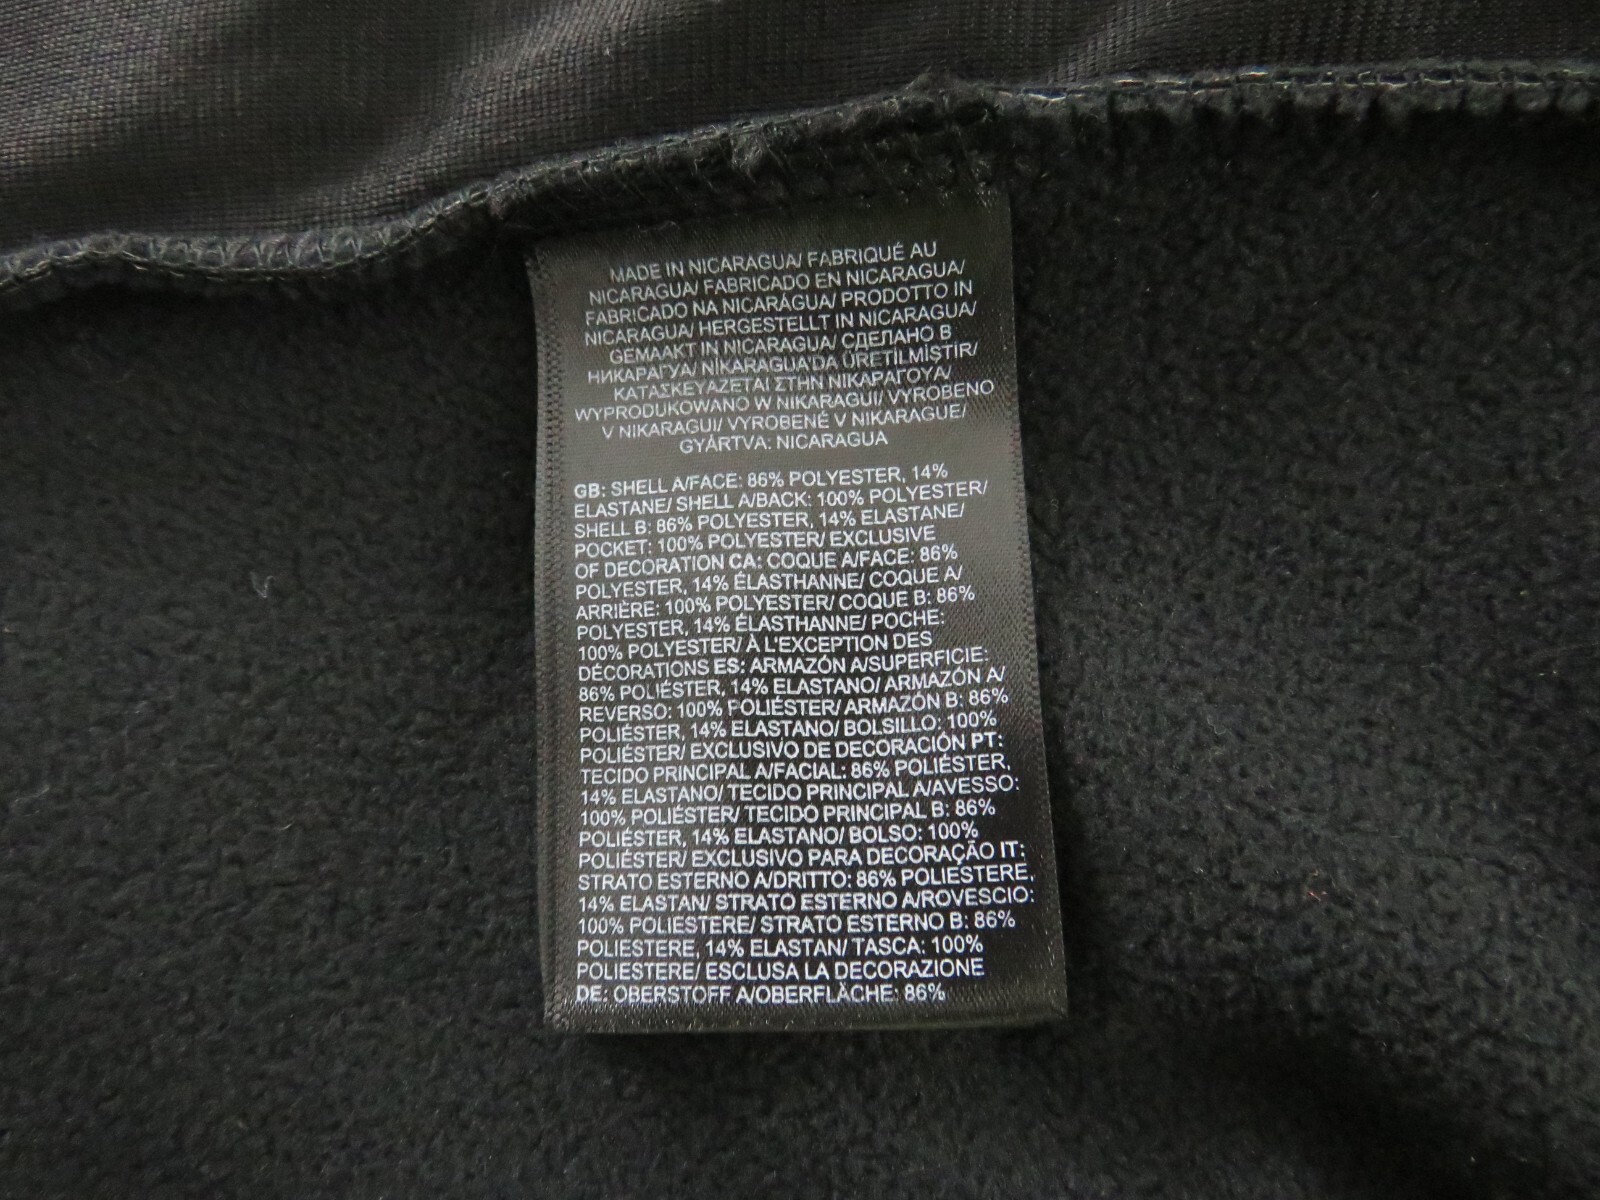 MADE IN NICARAGUA/ FABRIQUÉ AU
NICARAGUA/ FABRICADO EN NICARAGUA/
FABRICADO NA NICARÁGUA/ PRODOTTO IN
NICARAGUA/ HERGESTELLT IN NICARAGUA/
GEMAAKT IN NICARAGUA/ СДЕЛАНО В
НИКАРАГУА/ NİKARAGUA'DA ÜRETİLMİŞTİR/
ΚΑΤΑΣΚΕΥΑΖΕΤΑΙ ΣΤΗΝ ΝΙΚΑΡΑΓΟΥΑ/
WYPRODUKOWANO W NIKARAGUI/ VYROBENO
V NIKARAGUI/ VYROBENÉ V NIKARAGUE/
GYÁRTVA: NICARAGUA
GB: SHELL A/FACE: 86% POLYESTER, 14%
ELASTANE/ SHELL A/BACK: 100% POLYESTER/
SHELL B: 86% POLYESTER, 14% ELASTANE/
POCKET: 100% POLYESTER/ EXCLUSIVE
OF DECORATION CA: COQUE A/FACE: 86%
POLYESTER, 14% ÉLASTHANNE/ COQUE A/
ARRIÈRE: 100% POLYESTER/ COQUE B: 86%
POLYESTER, 14% ÉLASTHANNE/ POCHE:
100% POLYESTER/ À L'EXCEPTION DES
DÉCORATIONS ES: ARMAZÓN A/SUPERFICIE:
86% POLIÉSTER, 14% ELASTANO/ ARMAZÓN A/
REVERSO: 100% POLIÉSTER/ ARMAZÓN B: 86%
POLIÉSTER, 14% ELASTANO/ BOLSILLO: 100%
POLIÉSTER/ EXCLUSIVO DE DECORACIÓN PT:
TECIDO PRINCIPAL A/FACIAL: 86% POLIÉSTER,
14% ELASTANO/ TECIDO PRINCIPAL A/AVESSO:
100% POLIÉSTER/ TECIDO PRINCIPAL B: 86%
POLIÉSTER, 14% ELASTANO/ BOLSO: 100%
POLIÉSTER/ EXCLUSIVO PARA DECORAÇÃO IT:
STRATO ESTERNO A/DRITTO: 86% POLIESTERE,
14% ELASTAN/ STRATO ESTERNO A/ROVESCIO:
100% POLIESTERE/ STRATO ESTERNO B: 86%
POLIESTERE, 14% ELASTAN/ TASCA: 100%
POLIESTERE/ ESCLUSA LA DECORAZIONE
DE: OBERSTOFF A/OBERFLÄCHE: 86%